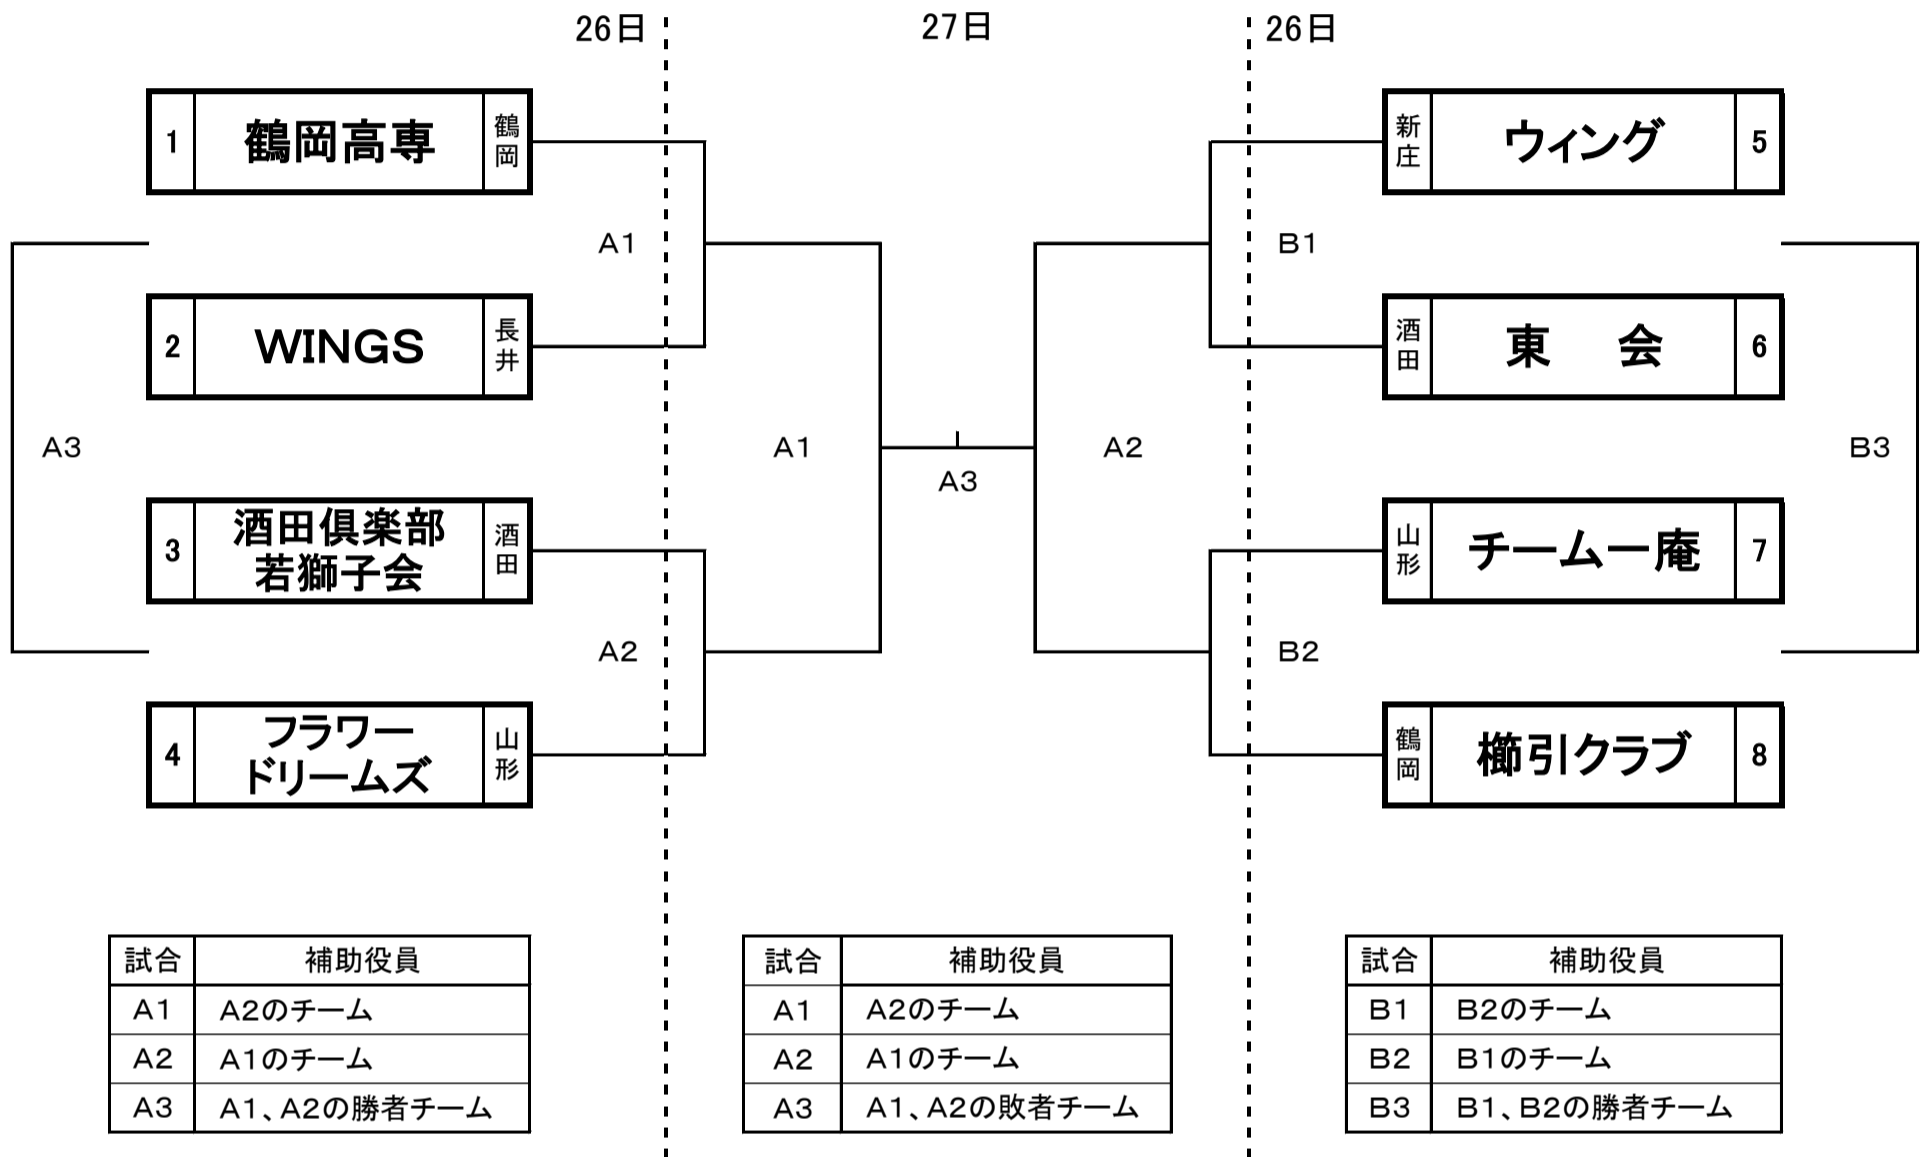 26日 27日 26日
1 鶴岡高専 鶴岡
新庄 ウィング 5
A1
B1
2 WINGS 長井
酒田 東 会 6
A3 A1 A2 B3
A3
3 酒田倶楽部
若獅子会 酒田
山形 チーム一庵 7
A2
B2
4 フラワー
ドリームズ 山形
鶴岡 櫛引クラブ 8
試合 補助役員
A1 A2のチーム
A2 A1のチーム
A3 A1、A2の勝者チーム
試合 補助役員
A1 A2のチーム
A2 A1のチーム
A3 A1、A2の敗者チーム
試合 補助役員
B1 B2のチーム
B2 B1のチーム
B3 B1、B2の勝者チーム